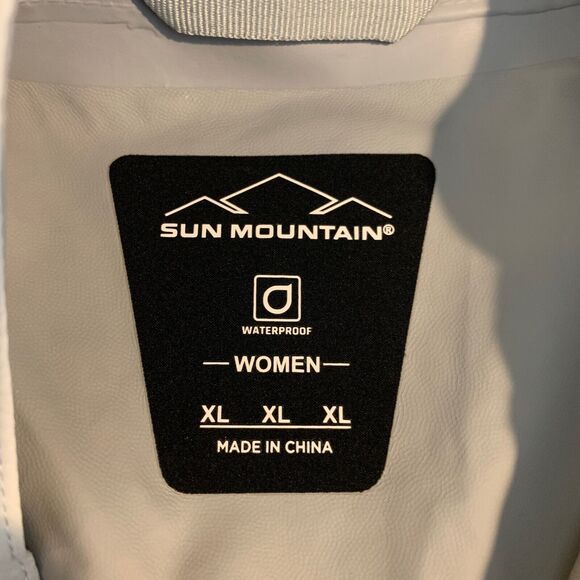 SUN MOUNTAIN®
WATERPROOF
WOMEN
XL XL XL
MADE IN CHINA